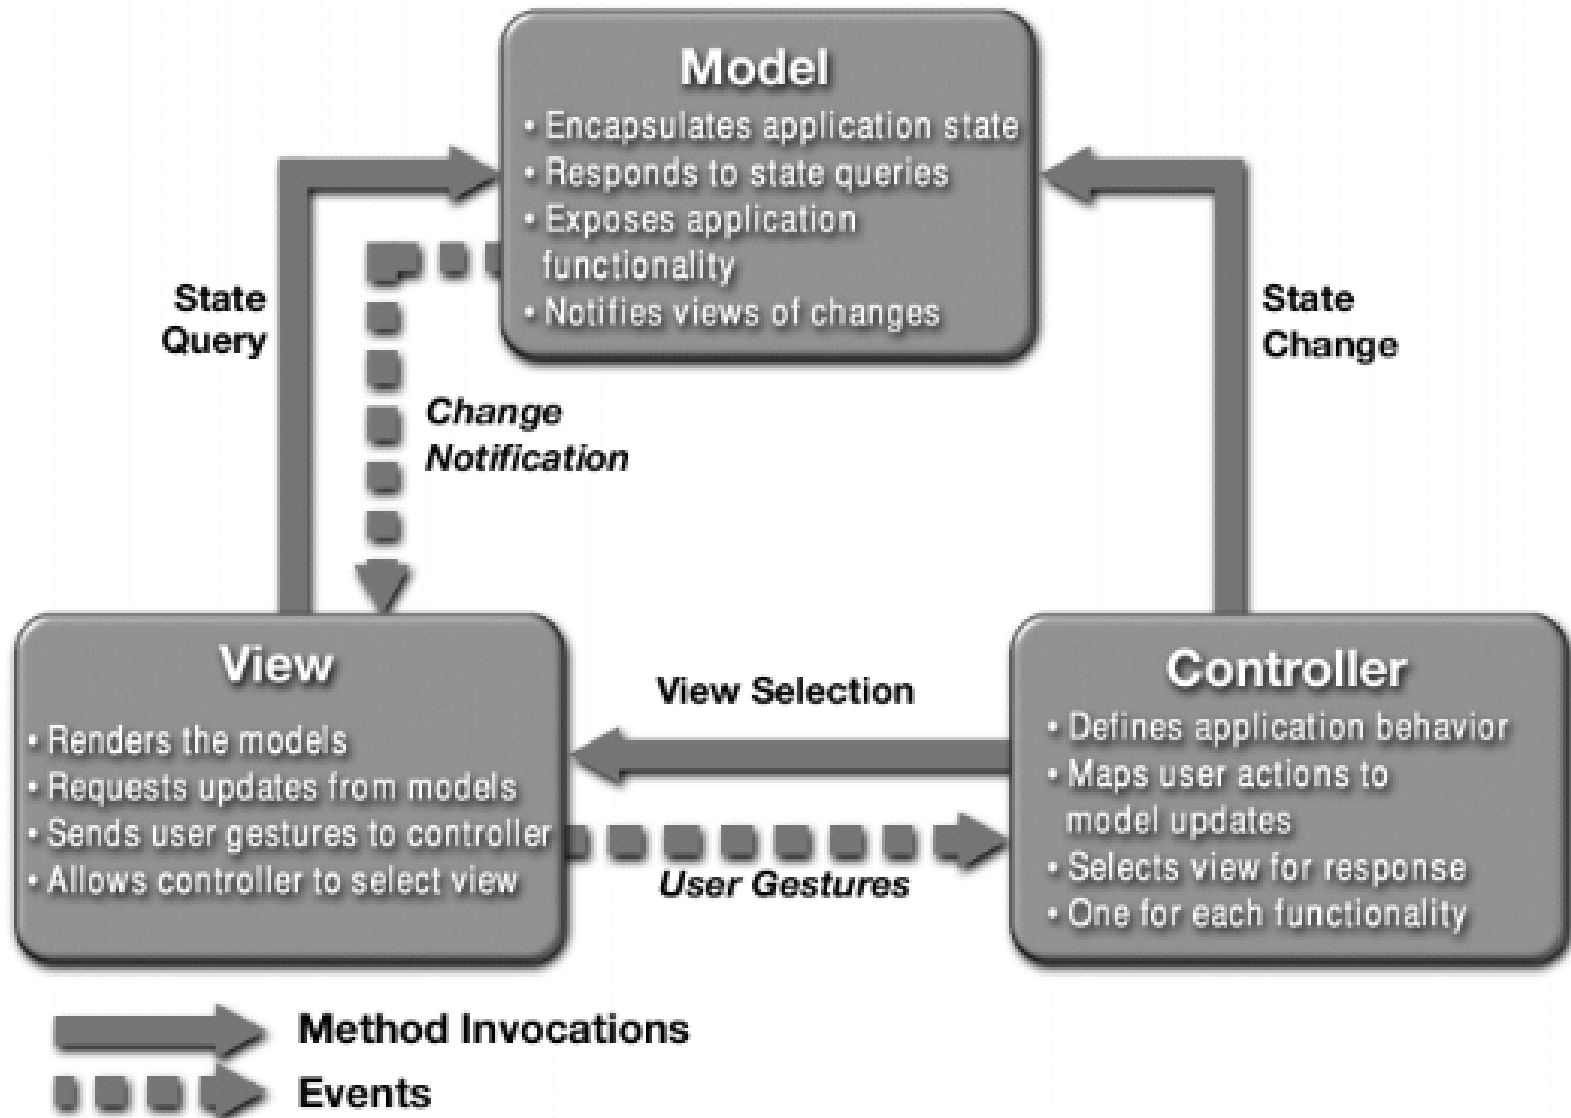 Model
• Encapsulates application state
• Responds to state queries
• Exposes application
functionality
• Notifies views of changes
State
Query
Change
Notification
State
Change
View
• Renders the models
• Requests updates from models
• Sends user gestures to controller
• Allows controller to select view
View Selection
User Gestures
Controller
• Defines application behavior
• Maps user actions to
model updates
• Selects view for response
• One for each functionality
Method Invocations
Events